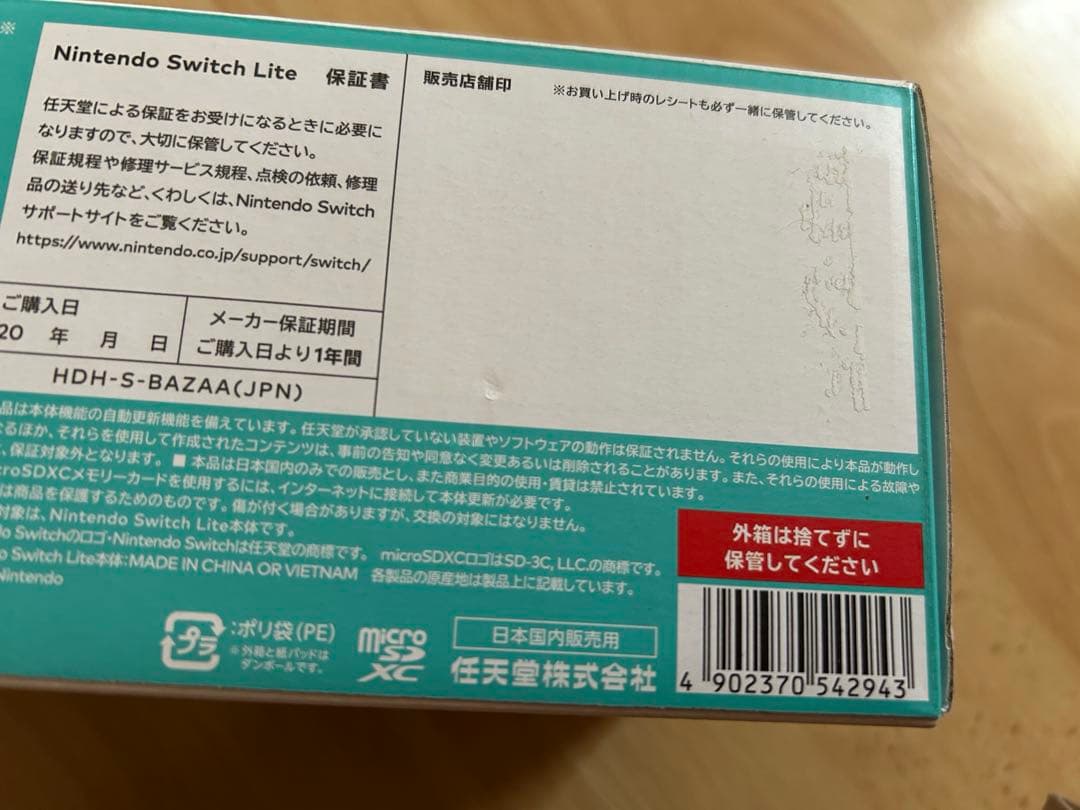 ※
Nintendo Switch Lite 保証書
任天堂による保証をお受けになるときに必要に
なりますので、大切に保管してください。
保証規程や修理サービス規程、点検の依頼、修理
品の送り先など、くわしくは、Nintendo Switch
サポートサイトをご覧ください。
https://www.nintendo.co.jp/support/switch/
販売店舗印
※お買い上げ時のレシートも必ず一緒に保管してください。
ご購入日
20 年 月 日
メーカー保証期間
ご購入日より1年間
HDH-S-BAZAA(JPN)
品は本体機能の自動更新機能を備えています。任天堂が承認していない装置やソフトウェアの動作は保証されません。それらの使用により本品が動作し
なるほか、それらを使用して作成されたコンテンツは、事前の告知や同意なく変更あるいは削除されることがあります。また、それらの使用による故障や
、保証対象外となります。 ■ 本品は日本国内のみでの販売とし、また商業目的の使用・賃貸は禁止されています。
croSDXCメモリーカードを使用するには、インターネットに接続して本体更新が必要です。
は商品を保護するためのものです。傷が付く場合がありますが、交換の対象にはなりません。
対象は、Nintendo Switch Lite本体です。
do Switchのロゴ・Nintendo Switchは任天堂の商標です。 microSDXCロゴはSD-3C, LLC.の商標です。
o Switch Lite本体：MADE IN CHINA OR VIETNAM 各製品の原産地は製品上に記載しています。
Nintendo
外箱は捨てずに
保管してください
プラ
：ポリ袋(PE)
※外箱と紙パッドは
ダンボールです。
micro
SD
XC
日本国内販売用
任天堂株式会社
4 902370 542943